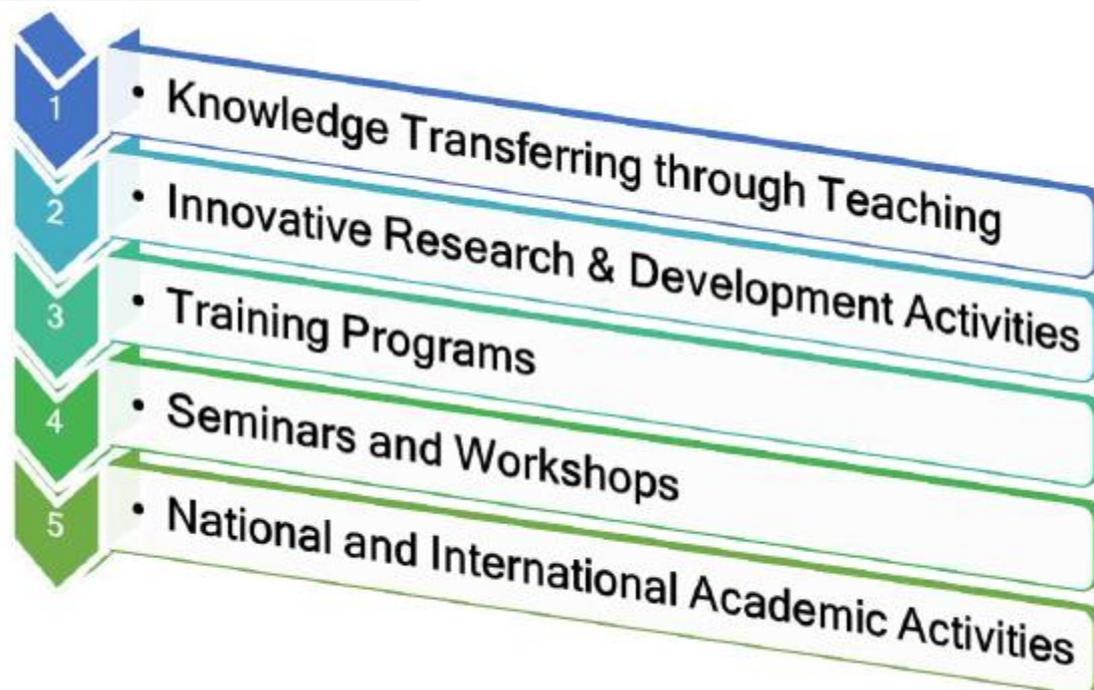 1
• Knowledge Transferring through Teaching
2
• Innovative Research & Development Activities
3
• Training Programs
4
• Seminars and Workshops
5
• National and International Academic Activities